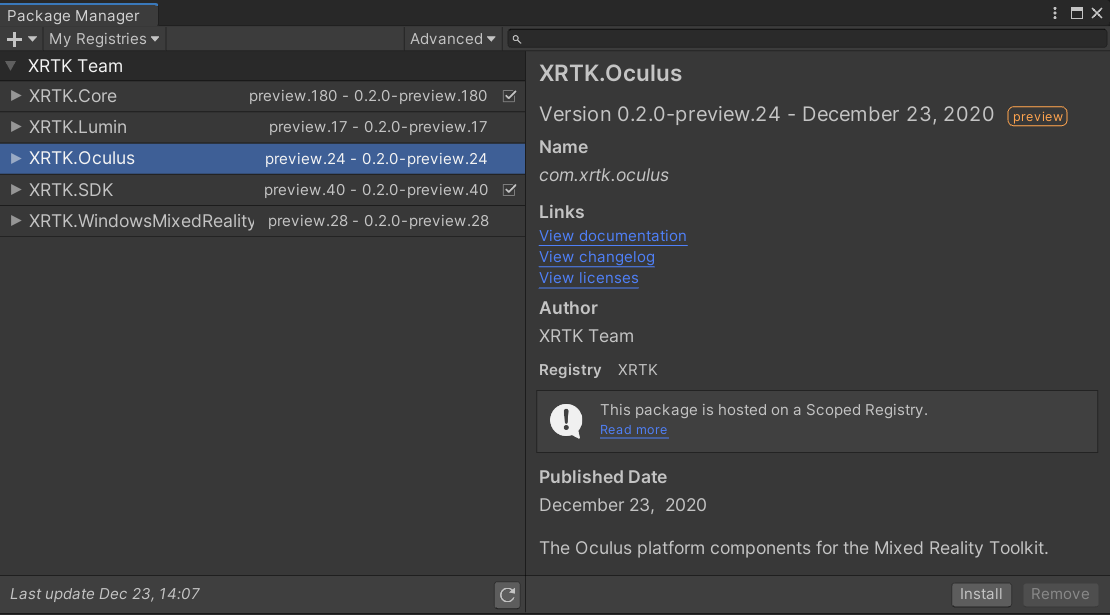 Package Manager
My Registries Advanced
XRTK Team
XRTK.Core preview.180 - 0.2.0-preview.180
XRTK.Lumin preview.17 - 0.2.0-preview.17
XRTK.Oculus preview.24 - 0.2.0-preview.24
XRTK.SDK preview.40 - 0.2.0-preview.40
XRTK.WindowsMixedReality preview.28 - 0.2.0-preview.28
Last update Dec 23, 14:07
XRTK.Oculus
Version 0.2.0-preview.24 - December 23, 2020 preview
Name
com.xrtk.oculus
Links
View documentation
View changelog
View licenses
Author
XRTK Team
Registry XRTK
This package is hosted on a Scoped Registry.
Read more
Published Date
December 23, 2020
The Oculus platform components for the Mixed Reality Toolkit.
Install Remove